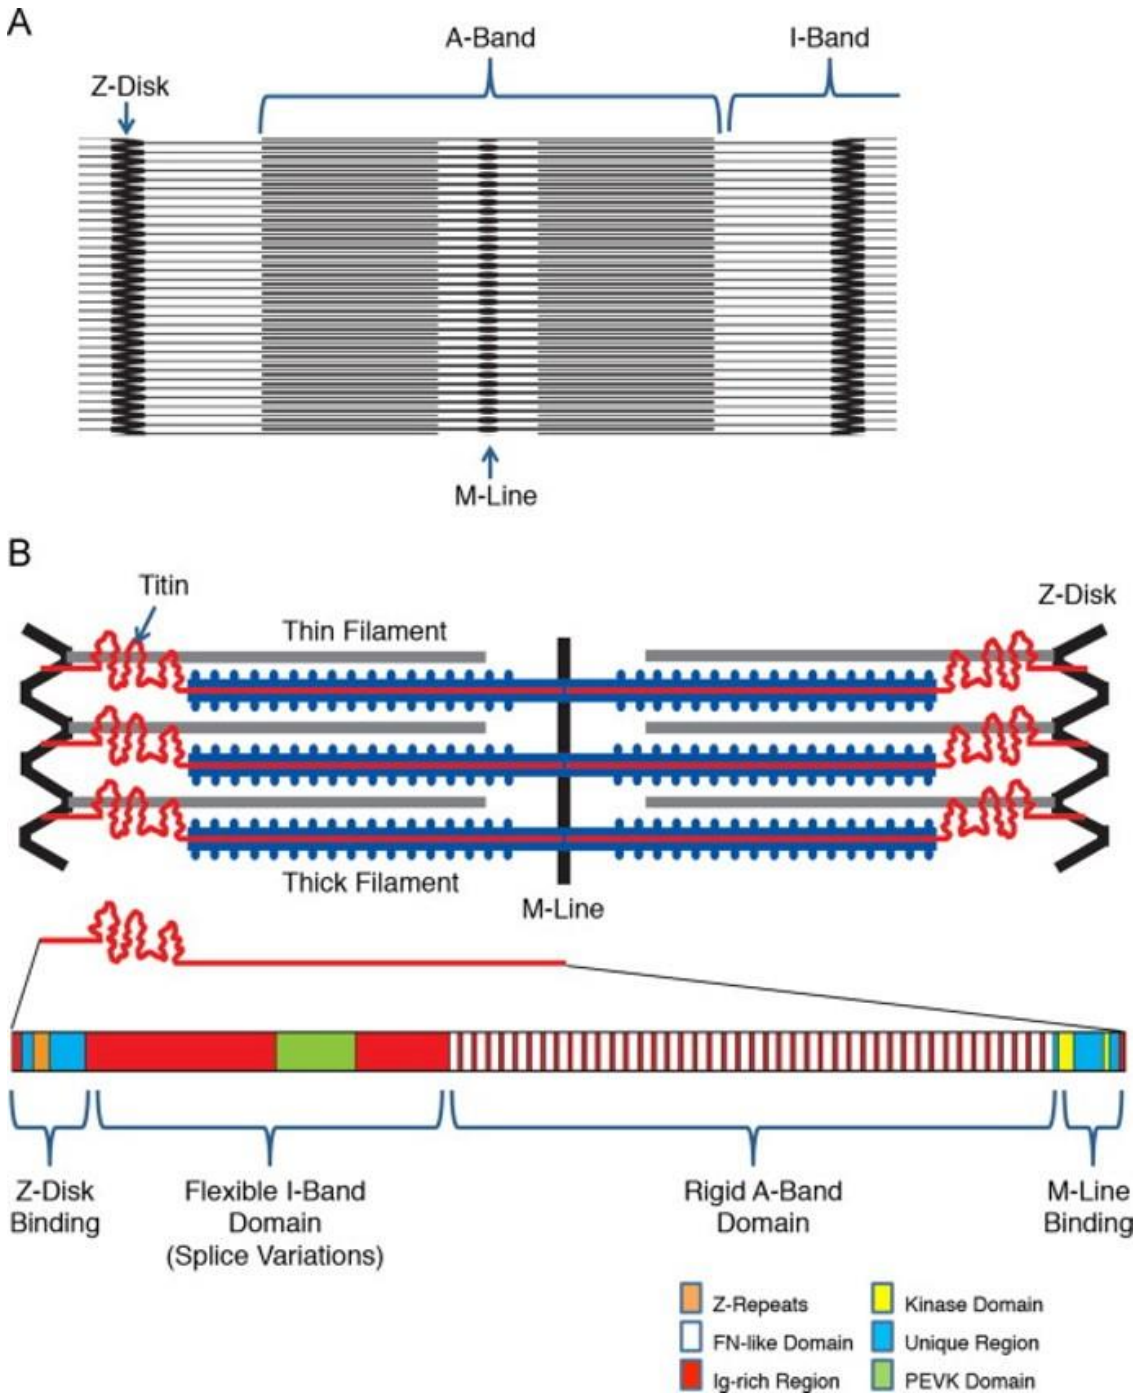 A
A-Band
I-Band
Z-Disk
M-Line
B
Titin
Z-Disk
Thin Filament
Thick Filament
M-Line
Z-Disk
Binding
Flexible I-Band
Domain
(Splice Variations)
Rigid A-Band
Domain
M-Line
Binding
Z-Repeats
Kinase Domain
FN-like Domain
Unique Region
Ig-rich Region
PEVK Domain